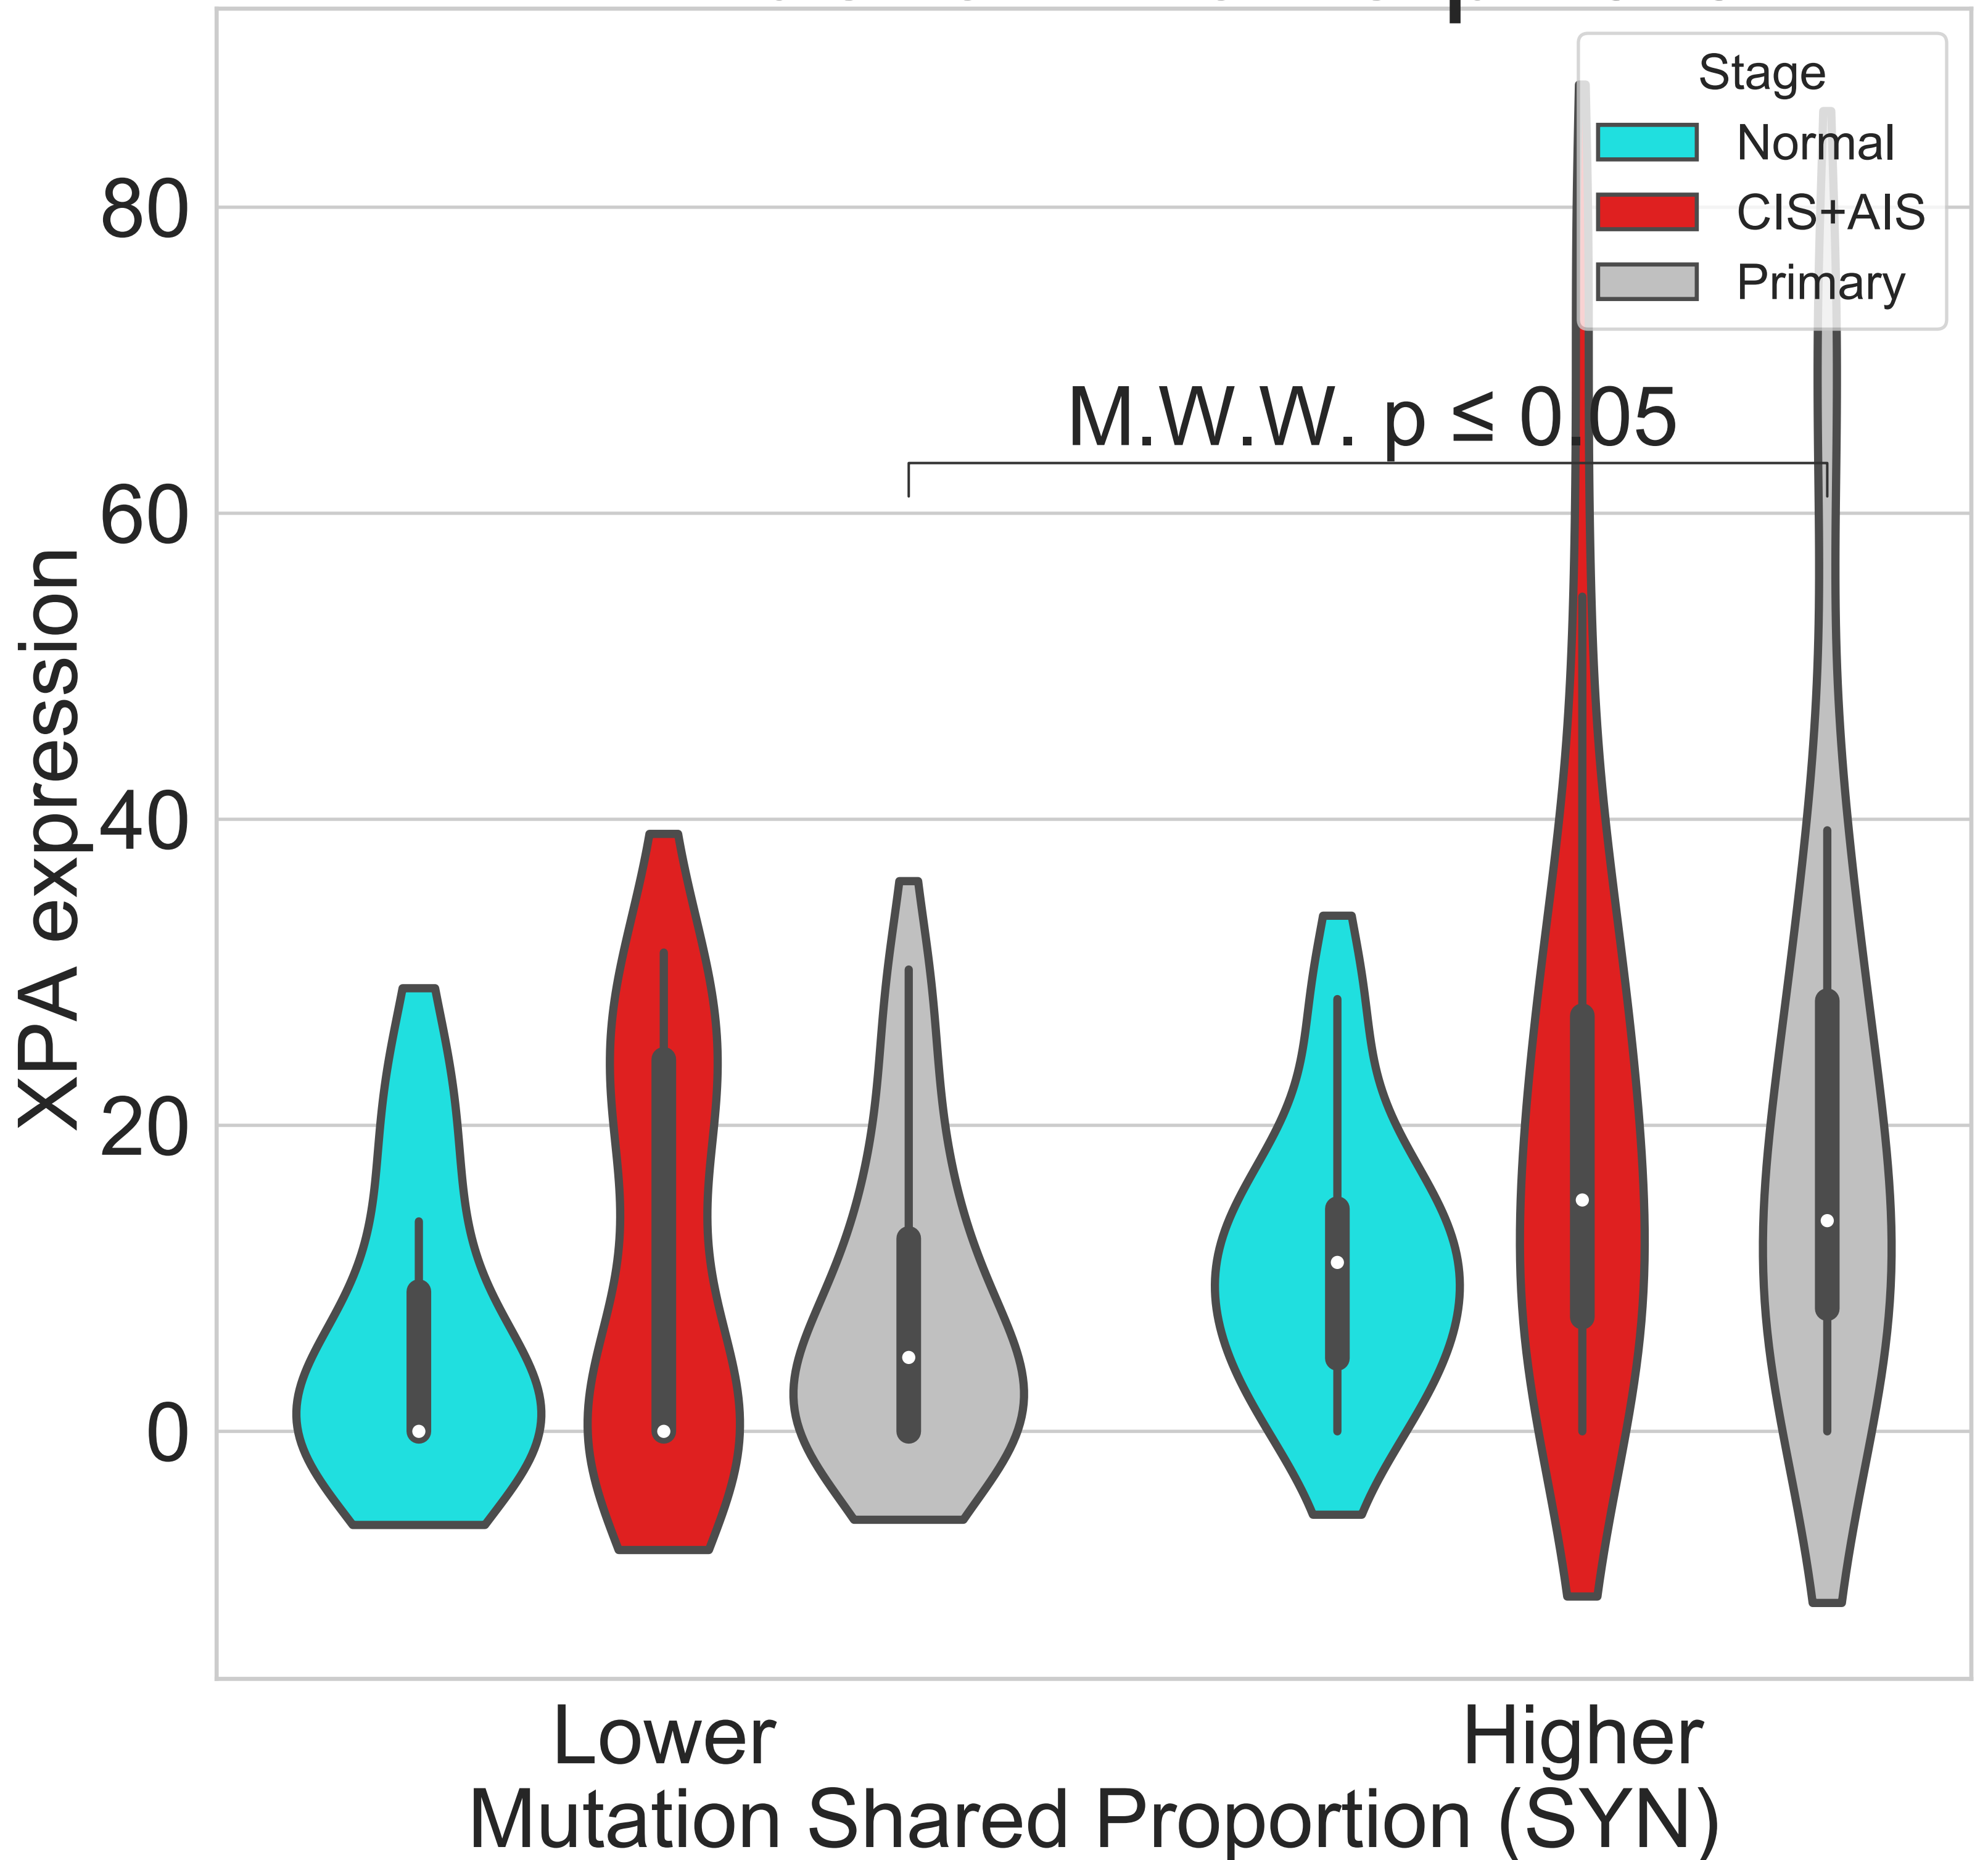 Stage
Normal
CIS+AIS
Primary
M.W.W. p ≤ 0.05
80
60
40
20
0
XPA expression
Lower
Higher
Mutation Shared Proportion (SYN)